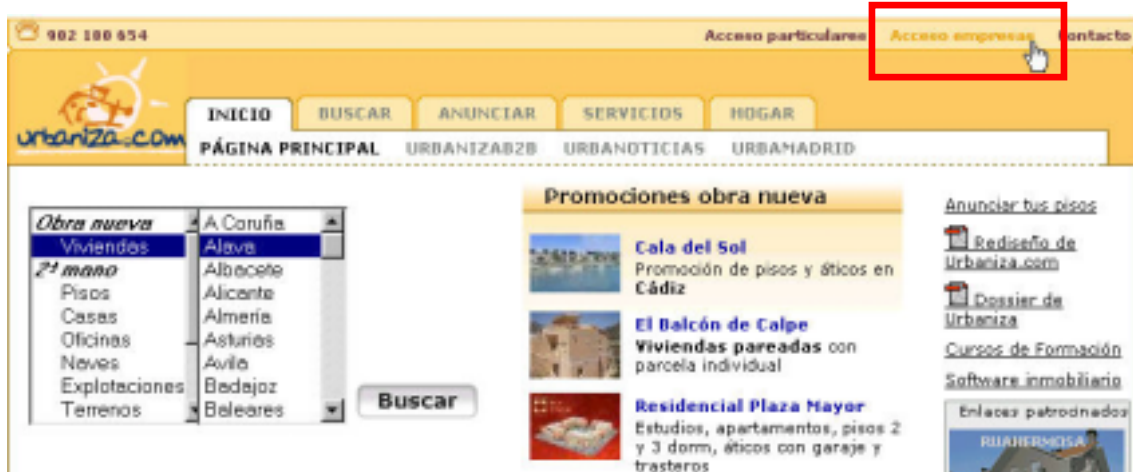 902 180 654
Acceso particulares Acceso empresas Contacto
urbaniza.com
INICIO BUSCAR ANUNCIAR SERVICIOS HOGAR
PÁGINA PRINCIPAL URBANIZAB2B URBANOTICIAS URBAMADRID
Obra nueva
Viviendas
2ª mano
Pisos
Casas
Oficinas
Naves
Explotaciones
Terrenos
A Coruña
Alava
Albacete
Alicante
Almería
Asturias
Avila
Badajoz
Baleares
Buscar
Promociones obra nueva
Cala del Sol
Promoción de pisos y áticos en
Cádiz
El Balcón de Calpe
Viviendas pareadas con
parcela individual
Residencial Plaza Mayor
Estudios, apartamentos, pisos 2
y 3 dorm, áticos con garaje y
trasteros
Anunciar tus pisos
Rediseño de
Urbaniza.com
Dossier de
Urbaniza
Cursos de Formación
Software inmobiliario
Enlaces patrocinados
RUAHERMOSA